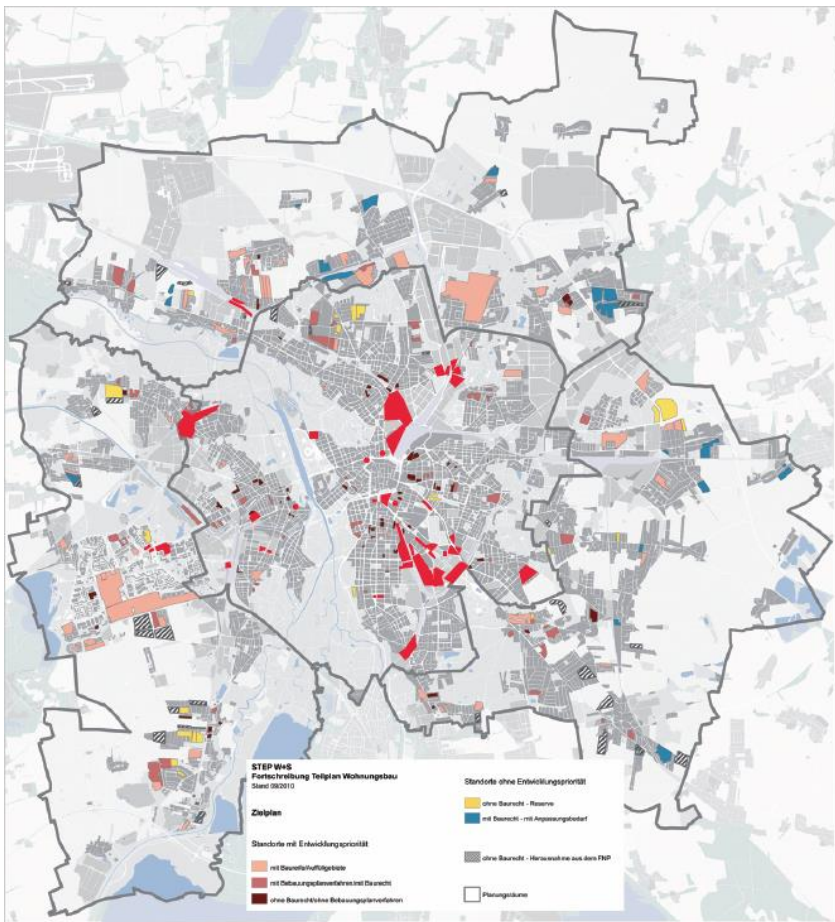 STEP W+S
Fortschreibung Teilplan Wohnungsbau
Stand 09/2010
Zielplan
Standorte mit Entwicklungspriorität
mit Baureife/Auffüllgebiete
mit Bebauungsplanverfahren/mit Baurecht
ohne Baurecht/ohne Bebauungsplanverfahren
Standorte ohne Entwicklungspriorität
ohne Baurecht - Reserve
mit Baurecht - mit Anpassungsbedarf
ohne Baurecht - Herausnahme aus dem FNP
Planungsräume